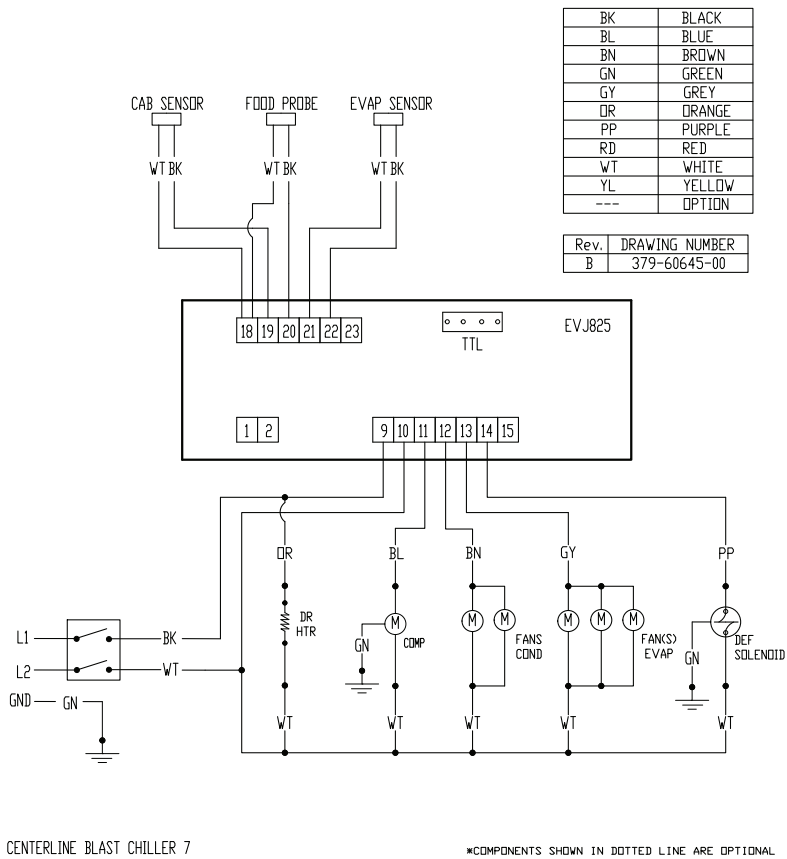 BK BLACK
BL BLUE
BN BROWN
GN GREEN
GY GREY
OR ORANGE
PP PURPLE
RD RED
WT WHITE
YL YELLOW
--- OPTION
Rev. DRAWING NUMBER
B 379-60645-00
CAB SENSOR FOOD PROBE EVAP SENSOR
WT BK WT BK WT BK
18 19 20 21 22 23
TTL
EVJ825
1 2 9 10 11 12 13 14 15
OR BL BN GY PP
DR
HTR
M COMP
GN
M M
FANS
COND
M M M
FAN(S)
EVAP
GN
DEF
SOLENOID
L1 BK
L2 WT
GND GN
WT WT WT WT WT
CENTERLINE BLAST CHILLER 7
*COMPONENTS SHOWN IN DOTTED LINE ARE OPTIONAL